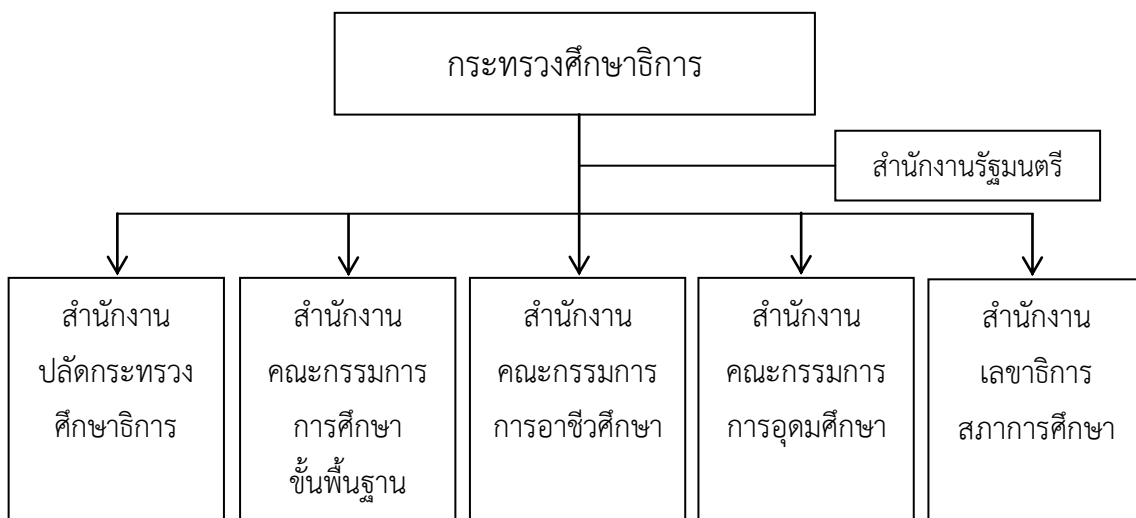 กระทรวงศึกษาธิการ
สำนักงานรัฐมนตรี
สำนักงาน
ปลัดกระทรวง
ศึกษาธิการ
สำนักงาน
คณะกรรมการ
การศึกษา
ขั้นพื้นฐาน
สำนักงาน
คณะกรรมการ
การอาชีวศึกษา
สำนักงาน
คณะกรรมการ
การอุดมศึกษา
สำนักงาน
เลขาธิการ
สภาการศึกษา